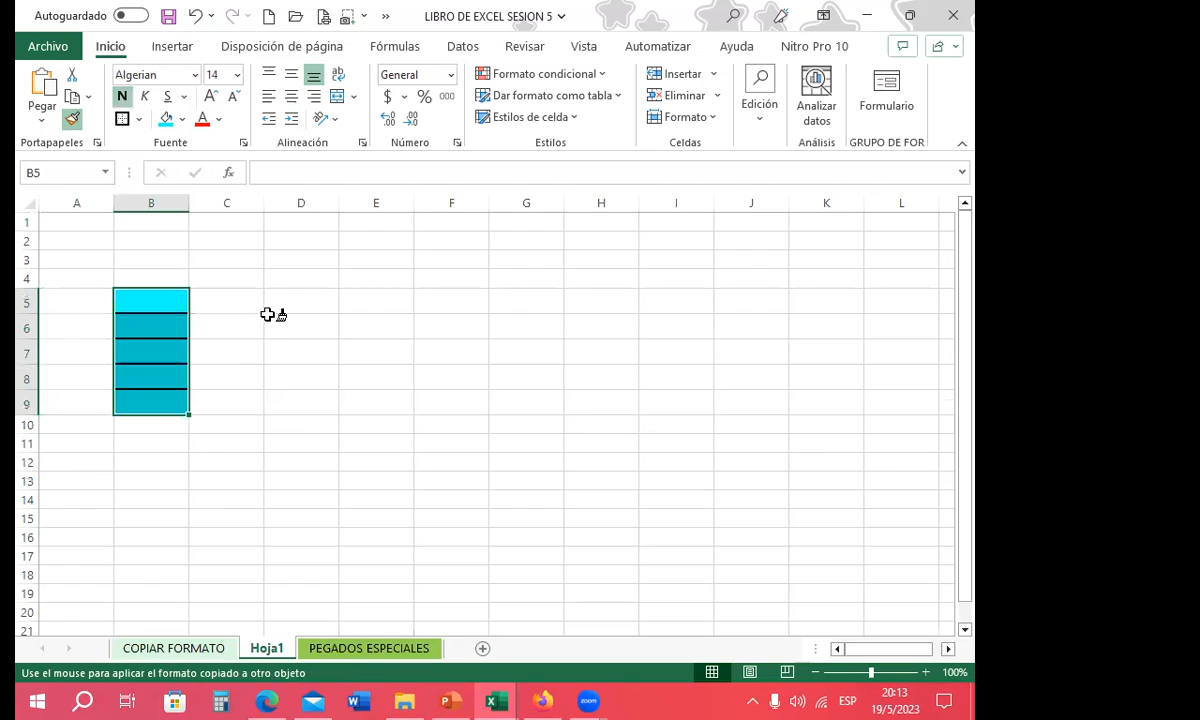 Autoguardado
LIBRO DE EXCEL SESION 5
Archivo Inicio Insertar Disposición de página Fórmulas Datos Revisar Vista Automatizar Ayuda Nitro Pro 10
Pegar
Algerian 14
N K S A A
A
ab
General
$ % 000
Formato condicional
Dar formato como tabla
Estilos de celda
Insertar
Eliminar
Formato
Edición
Analizar datos
Formulario
Portapapeles Fuente Alineación Número Estilos Celdas Análisis GRUPO DE FOR
B5 fx
A B C D E F G H I J K L
1
2
3
4
5
6
7
8
9
10
11
12
13
14
15
16
17
18
19
20
21
COPIAR FORMATO Hoja1 PEGADOS ESPECIALES
Use el mouse para aplicar el formato copiado a otro objeto 100%
zoom ESP 20:13
19/5/2023